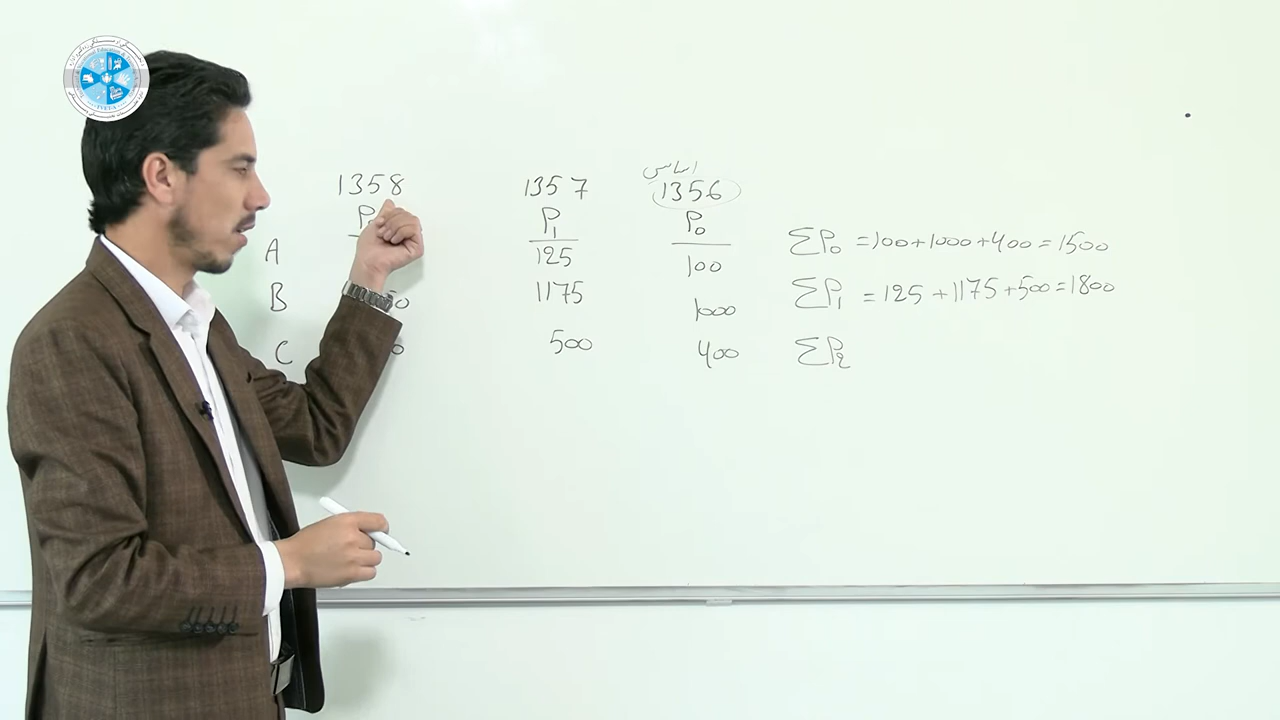 اساس
1358 1357 1356
P₁ P₀
A 125 100
B 1175 1000
C 500 400
ΣP₀ = 100 + 1000 + 400 = 1500
ΣP₁ = 125 + 1175 + 500 = 1800
ΣP₂